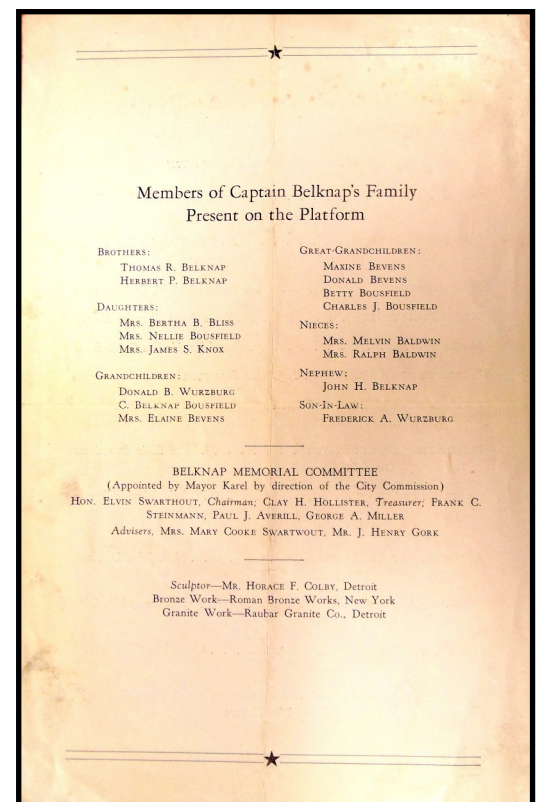 Members of Captain Belknap's Family
Present on the Platform
BROTHERS:
THOMAS R. BELKNAP
HERBERT P. BELKNAP
DAUGHTERS:
MRS. BERTHA B. BLISS
MRS. NELLIE BOUSFIELD
MRS. JAMES S. KNOX
GRANDCHILDREN:
DONALD B. WURZBURG
C. BELKNAP BOUSFIELD
MRS. ELAINE BEVENS
GREAT-GRANDCHILDREN:
MAXINE BEVENS
DONALD BEVENS
BETTY BOUSFIELD
CHARLES J. BOUSFIELD
NIECES:
MRS. MELVIN BALDWIN
MRS. RALPH BALDWIN
NEPHEW:
JOHN H. BELKNAP
SON-IN-LAW:
FREDERICK A. WURZBURG
BELKNAP MEMORIAL COMMITTEE
(Appointed by Mayor Karel by direction of the City Commission)
HON. ELVIN SWARTHOUT, Chairman; CLAY H. HOLLISTER, Treasurer; FRANK C.
STEINMANN, PAUL J. AVERILL, GEORGE A. MILLER
Advisers, MRS. MARY COOKE SWARTWOUT, MR. J. HENRY GORK
Sculptor—MR. HORACE F. COLBY, Detroit
Bronze Work—Roman Bronze Works, New York
Granite Work—Raubar Granite Co., Detroit